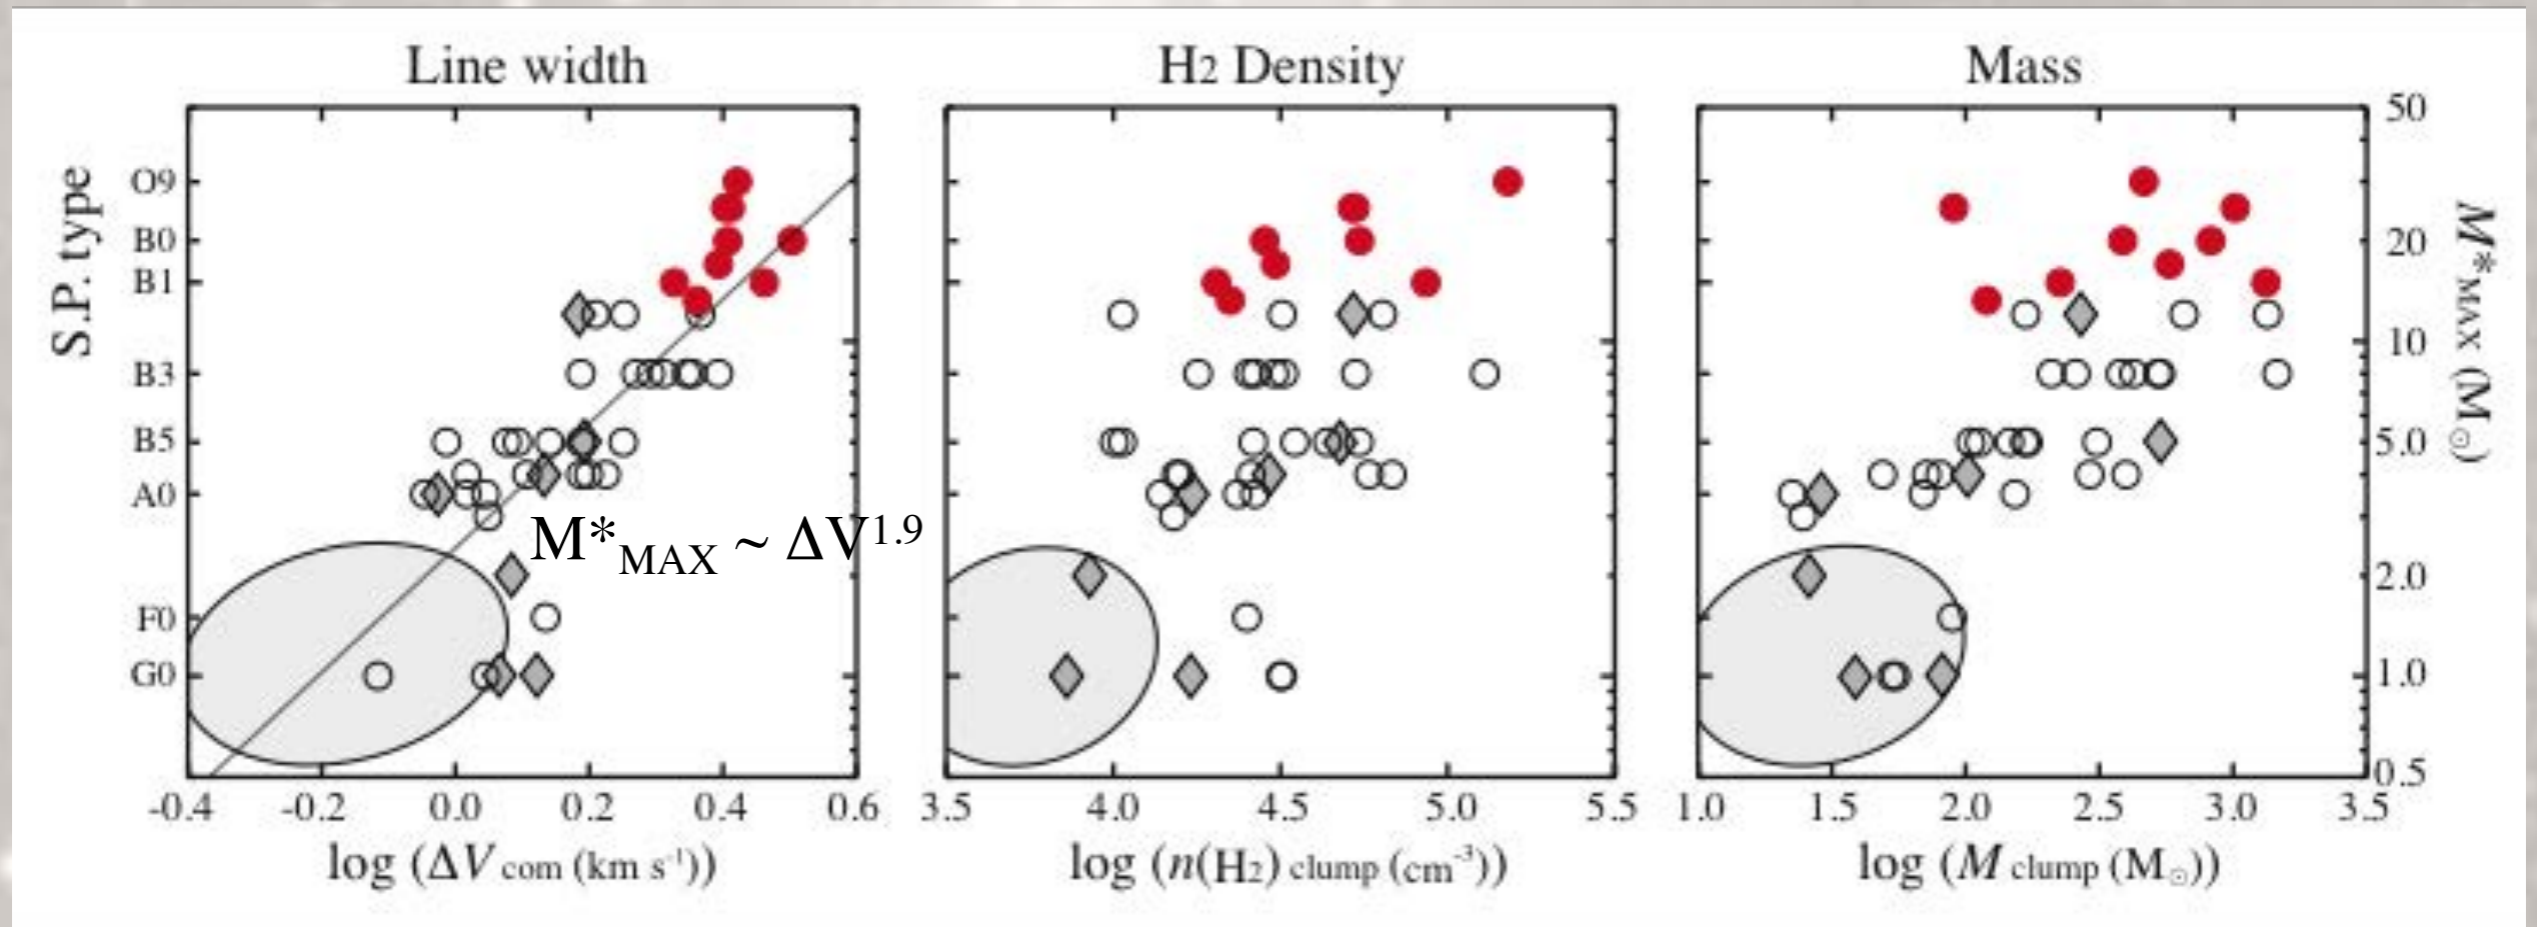 Line width
H2 Density
Mass
S.P. type
O9
B0
B1
B3
B5
A0
F0
G0
M*MAX ~ ΔV1.9
50
20
10
5.0
2.0
1.0
0.5
M*MAX (M☉)
-0.4 -0.2 0.0 0.2 0.4 0.6
3.5 4.0 4.5 5.0 5.5
1.0 1.5 2.0 2.5 3.0 3.5
log (ΔV com (km s-1))
log (n(H2) clump (cm-3))
log (M clump (M☉))